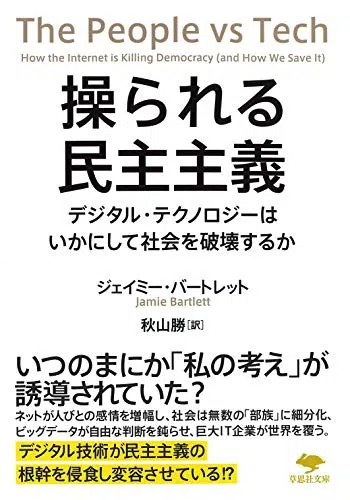 The People vs Tech
How the Internet is Killing Democracy (and How We Save It)
操られる
民主主義
デジタル・テクノロジーは
いかにして社会を破壊するか
ジェイミー・バートレット
Jamie Bartlett
秋山勝[訳]
いつのまにか「私の考え」が
誘導されていた?
ネットが人びとの感情を増幅し、社会は無数の「部族」に細分化、
ビッグデータが自由な判断を鈍らせ、巨大IT企業が世界を覆う。
デジタル技術が民主主義の
根幹を侵食し変容させている!?
草思社文庫